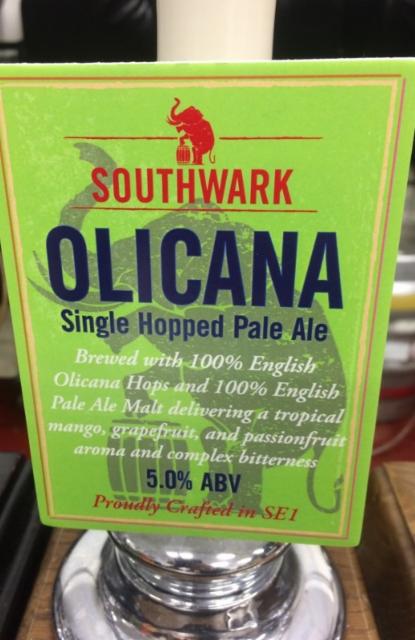 SOUTHWARK
OLICANA
Single Hopped Pale Ale
Brewed with 100% English
Olicana Hops and 100% English
Pale Ale Malt delivering a tropical
mango, grapefruit, and passionfruit
aroma and complex bitterness
5.0% ABV
Proudly Crafted in SE1